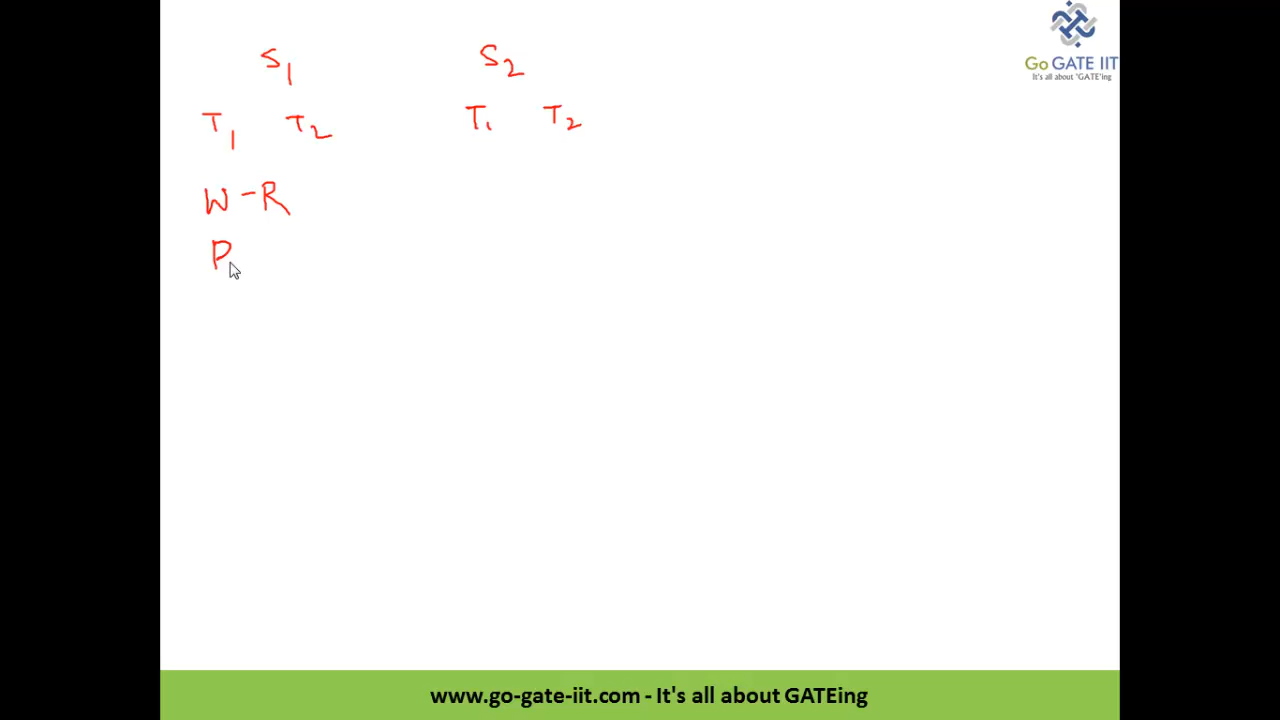 S1 S2
T1 T2 T1 T2
W - R
P
Go GATE IIT
It's all about 'GATE'ing
www.go-gate-iit.com - It's all about GATEing